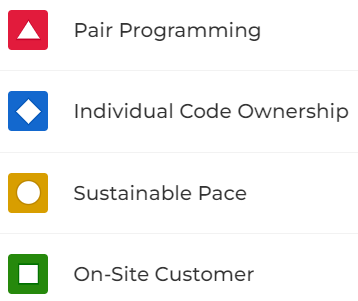 Pair Programming
Individual Code Ownership
Sustainable Pace
On-Site Customer